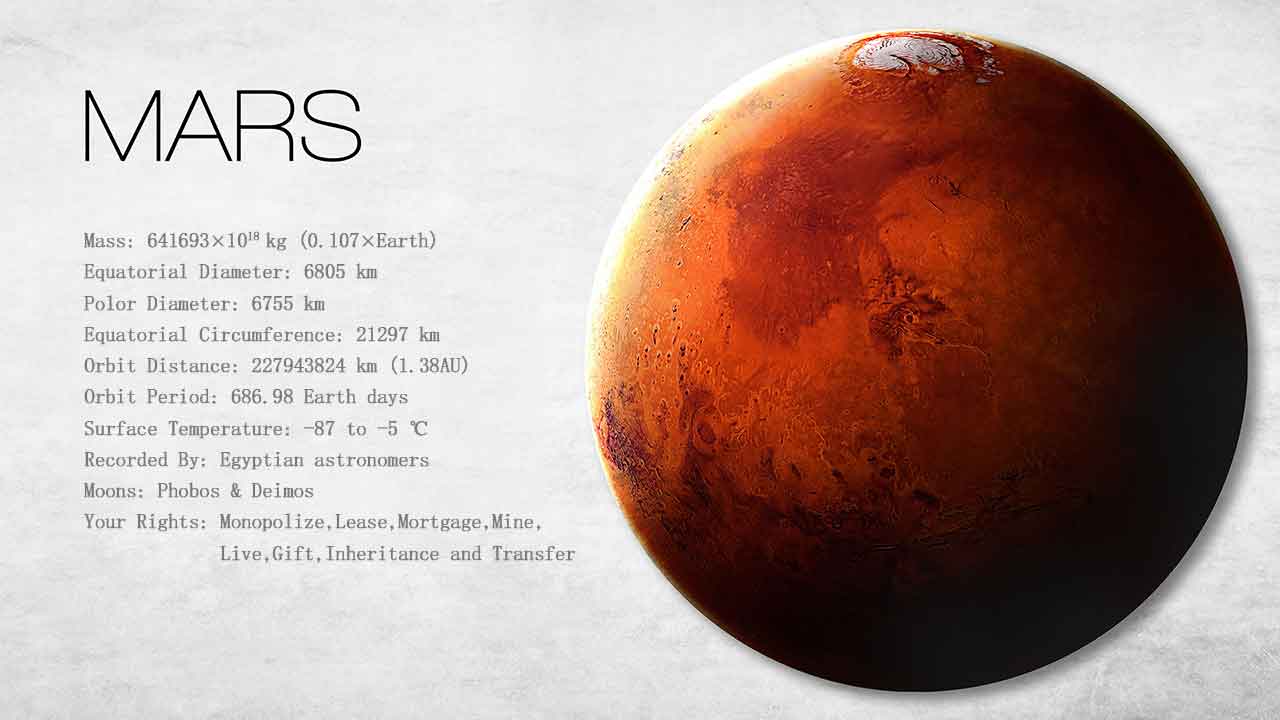 MARS
Mass: 641693×10¹⁸ kg (0.107×Earth)
Equatorial Diameter: 6805 km
Polor Diameter: 6755 km
Equatorial Circumference: 21297 km
Orbit Distance: 227943824 km (1.38AU)
Orbit Period: 686.98 Earth days
Surface Temperature: -87 to -5 ℃
Recorded By: Egyptian astronomers
Moons: Phobos & Deimos
Your Rights: Monopolize,Lease,Mortgage,Mine,
Live,Gift,Inheritance and Transfer